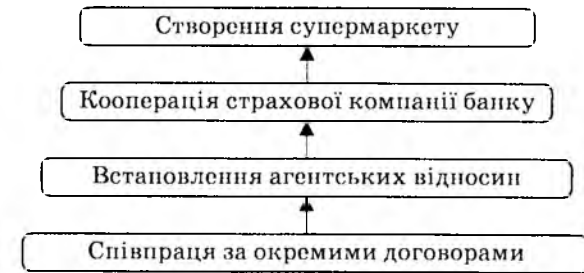 Створення супермаркету
Кооперація страхової компанії банку
Встановлення агентських відносин
Співпраця за окремими договорами